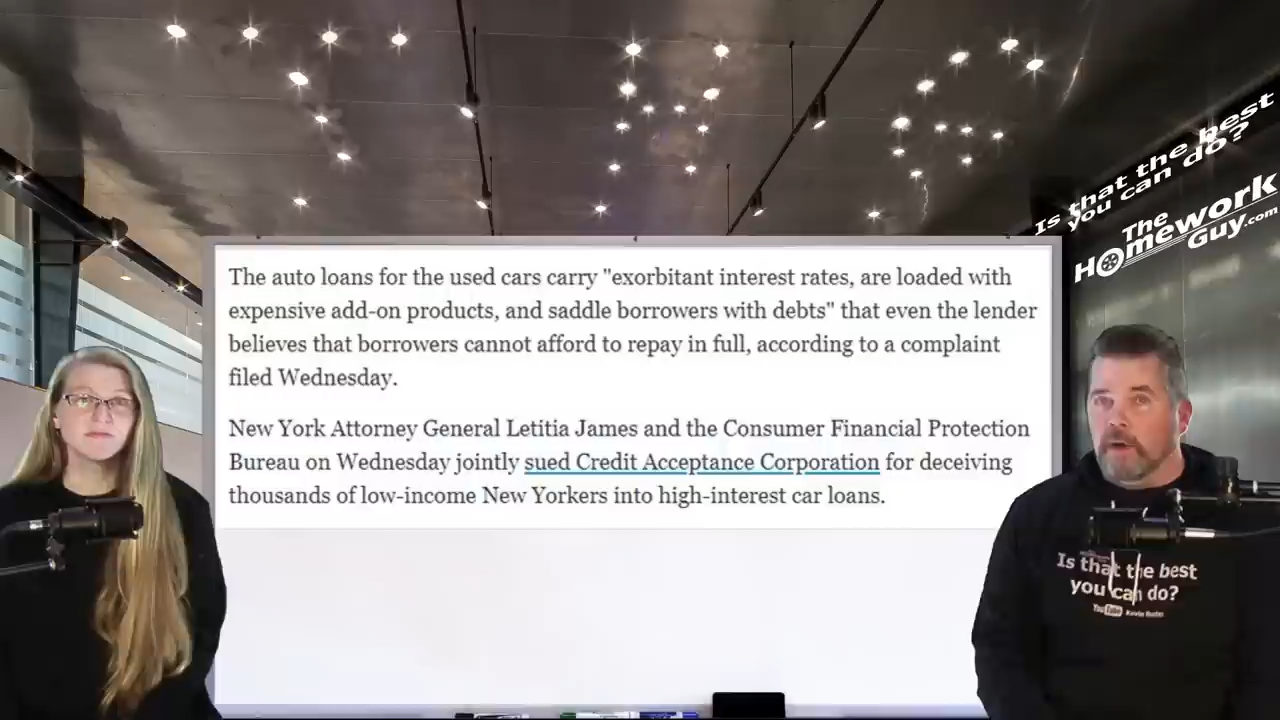 Is that the best
you can do?
The
Homework
Guy.com
The auto loans for the used cars carry "exorbitant interest rates, are loaded with
expensive add-on products, and saddle borrowers with debts" that even the lender
believes that borrowers cannot afford to repay in full, according to a complaint
filed Wednesday.
New York Attorney General Letitia James and the Consumer Financial Protection
Bureau on Wednesday jointly sued Credit Acceptance Corporation for deceiving
thousands of low-income New Yorkers into high-interest car loans.
Is that the best
you can do?
YouTube